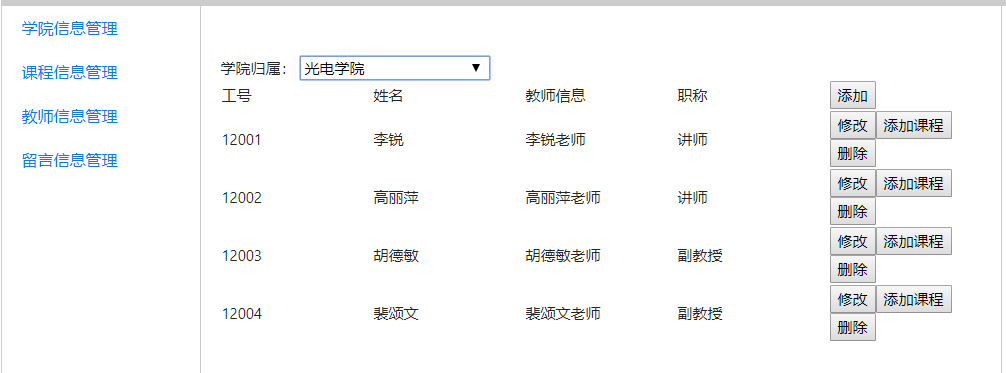 学院信息管理
课程信息管理
教师信息管理
留言信息管理
学院归属： 光电学院
工号 姓名 教师信息 职称 添加
12001 李锐 李锐老师 讲师 修改 添加课程
删除
12002 高丽萍 高丽萍老师 讲师 修改 添加课程
删除
12003 胡德敏 胡德敏老师 副教授 修改 添加课程
删除
12004 裴颂文 裴颂文老师 副教授 修改 添加课程
删除